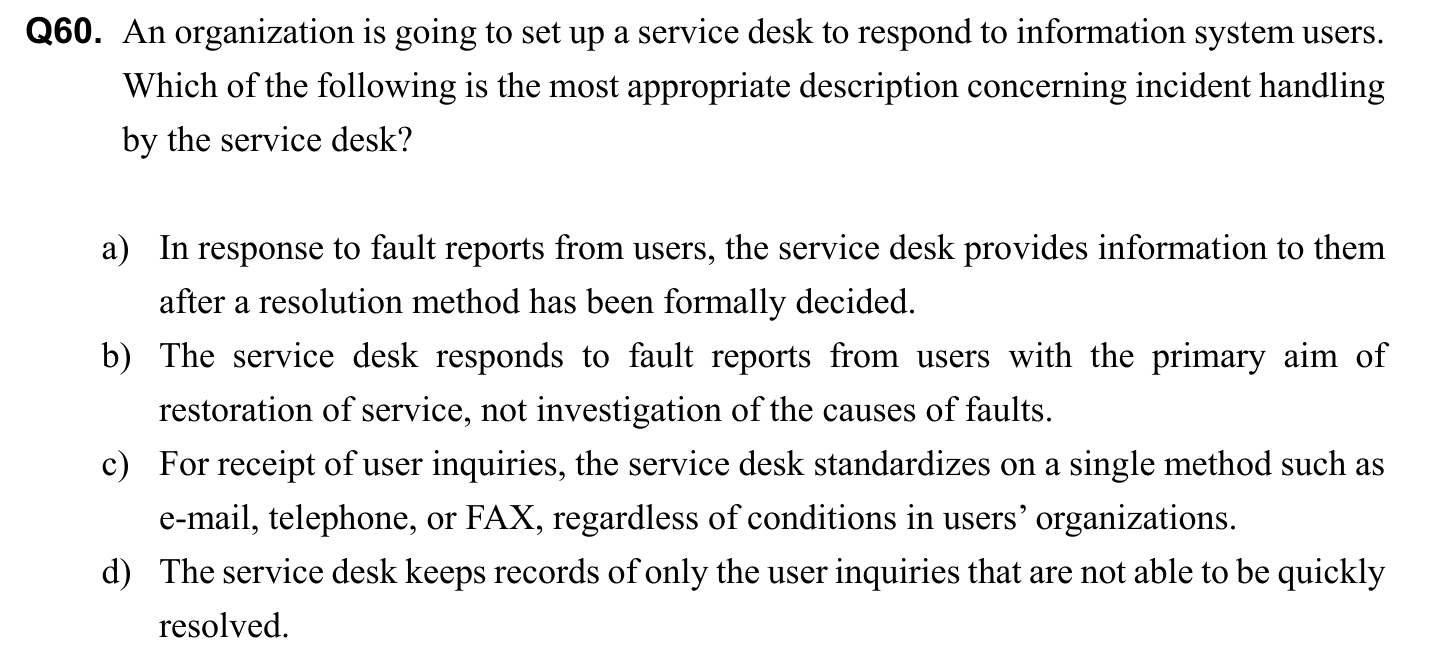 Q60. An organization is going to set up a service desk to respond to information system users.
Which of the following is the most appropriate description concerning incident handling
by the service desk?
a) In response to fault reports from users, the service desk provides information to them
after a resolution method has been formally decided.
b) The service desk responds to fault reports from users with the primary aim of
restoration of service, not investigation of the causes of faults.
c) For receipt of user inquiries, the service desk standardizes on a single method such as
e-mail, telephone, or FAX, regardless of conditions in users’ organizations.
d) The service desk keeps records of only the user inquiries that are not able to be quickly
resolved.